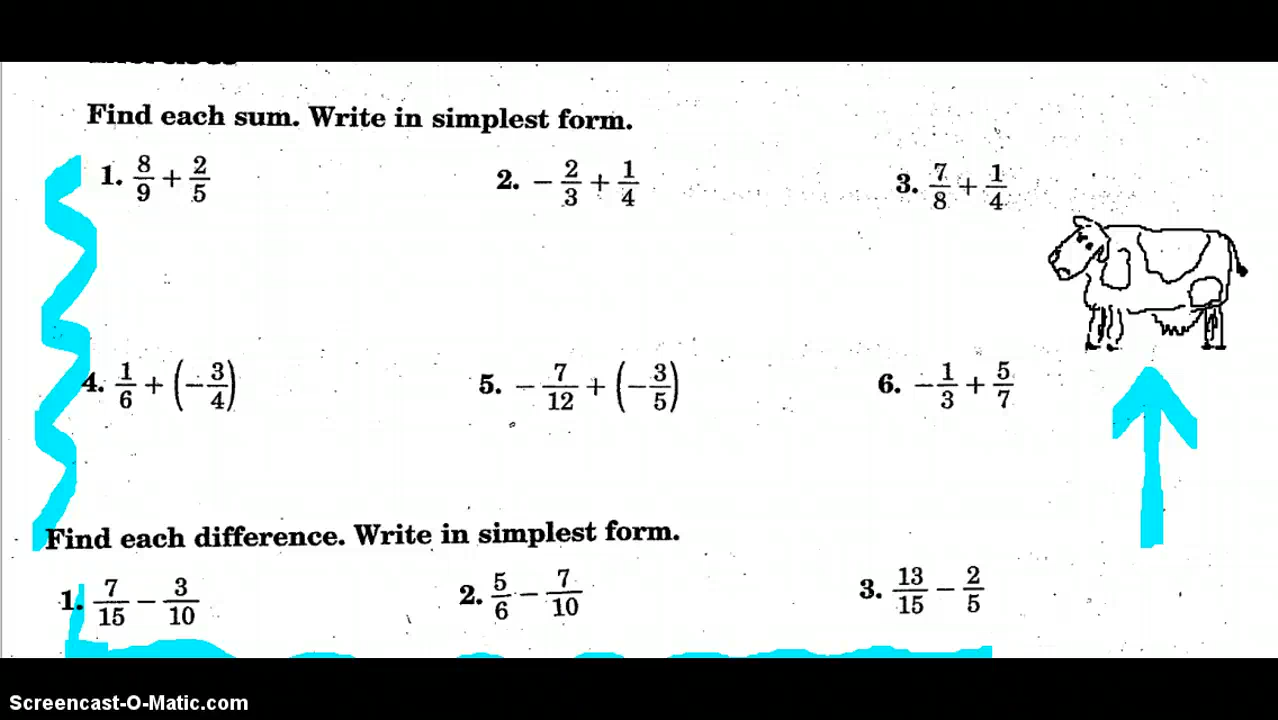 Find each sum. Write in simplest form.
1. 8/9 + 2/5 2. - 2/3 + 1/4 3. 7/8 + 1/4
4. 1/6 + (- 3/4) 5. - 7/12 + (- 3/5) 6. - 1/3 + 5/7
Find each difference. Write in simplest form.
1. 7/15 - 3/10 2. 5/6 - 7/10 3. 13/15 - 2/5
Screencast-O-Matic.com